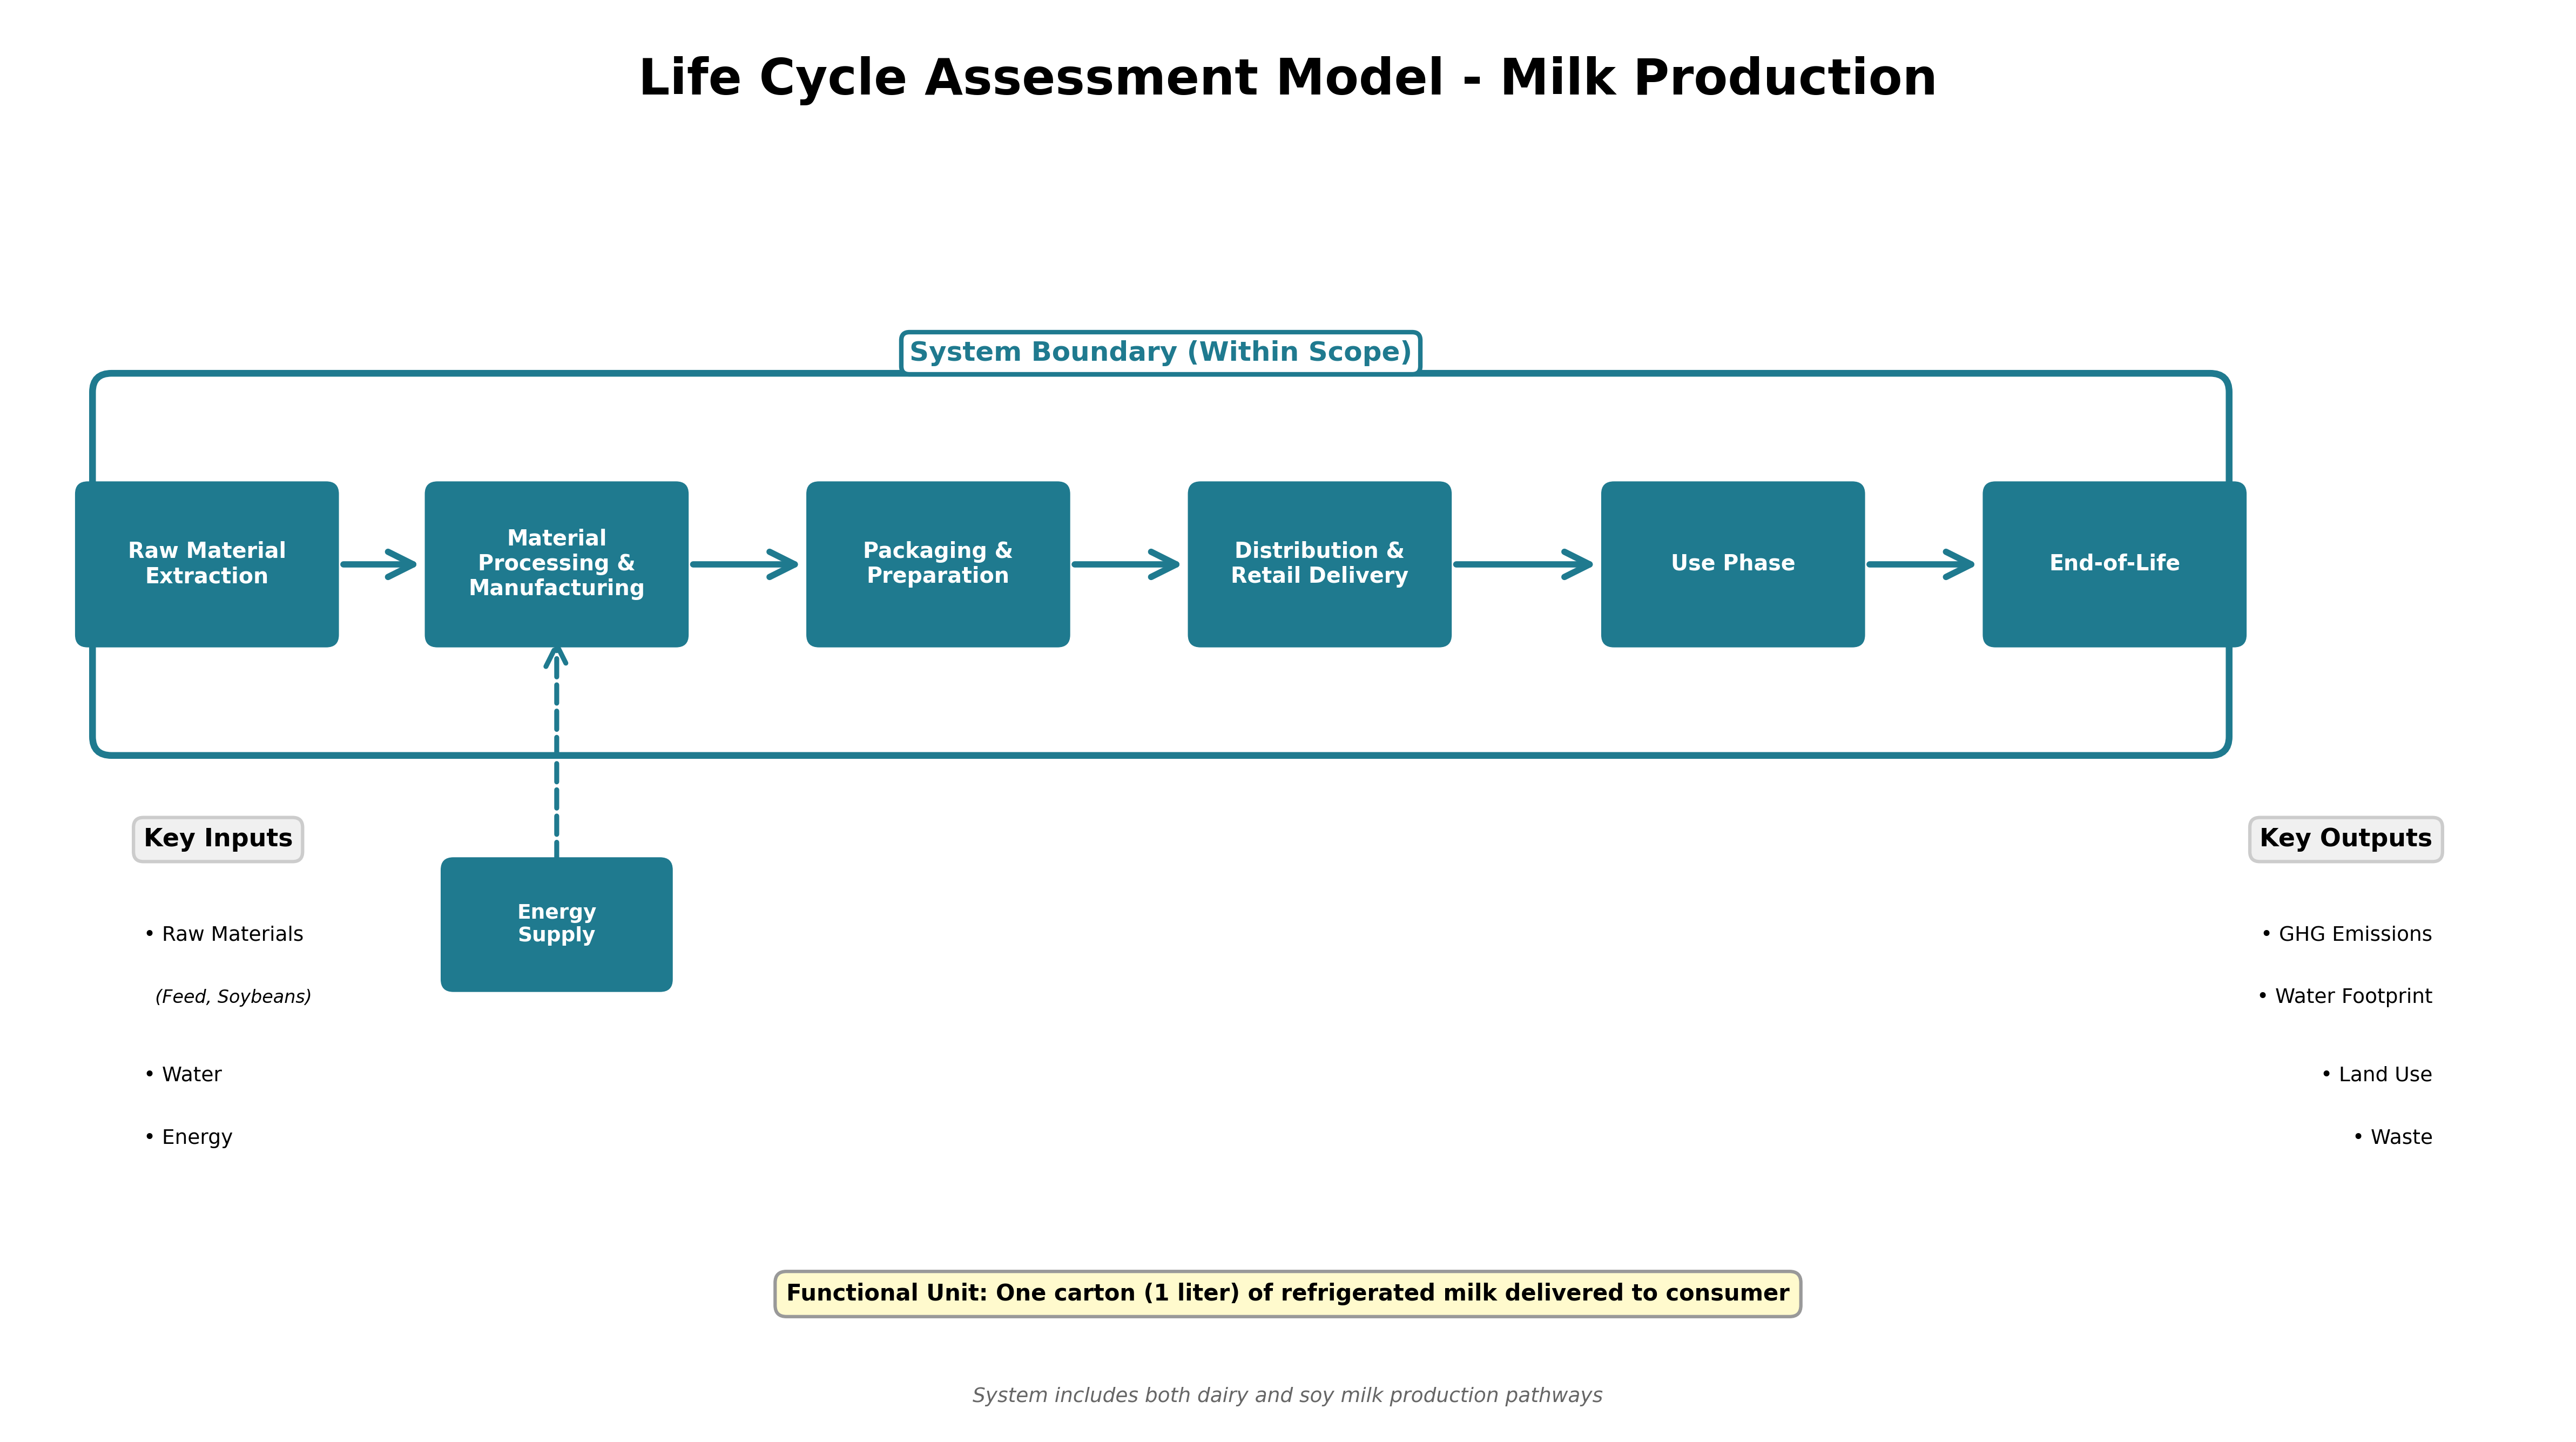 Life Cycle Assessment Model - Milk Production
System Boundary (Within Scope)
Raw Material
Extraction
Material
Processing &
Manufacturing
Packaging &
Preparation
Distribution &
Retail Delivery
Use Phase
End-of-Life
Key Inputs
• Raw Materials
(Feed, Soybeans)
• Water
• Energy
Energy
Supply
Key Outputs
• GHG Emissions
• Water Footprint
• Land Use
• Waste
Functional Unit: One carton (1 liter) of refrigerated milk delivered to consumer
System includes both dairy and soy milk production pathways